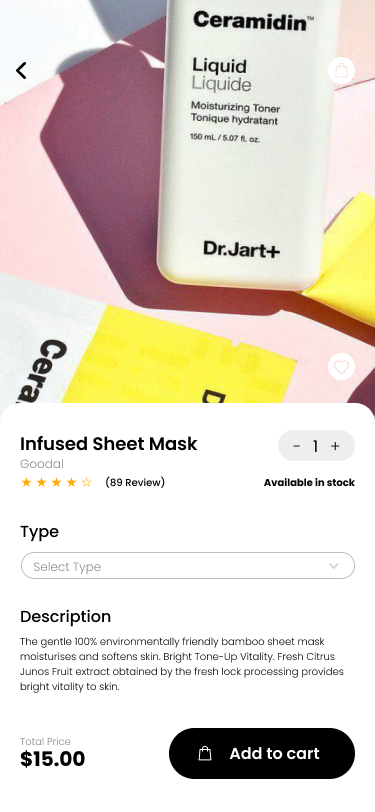 Ceramidin™
Liquid
Liquide
Moisturizing Toner
Tonique hydratant
150 mL / 5.07 fl. oz.
Dr.Jart+
Cera
D
Infused Sheet Mask
- 1 +
Goodal
(89 Review)
Available in stock
Type
Select Type
Description
The gentle 100% environmentally friendly bamboo sheet mask
moisturises and softens skin. Bright Tone-Up Vitality. Fresh Citrus
Junos Fruit extract obtained by the fresh lock processing provides
bright vitality to skin.
Total Price
$15.00
Add to cart